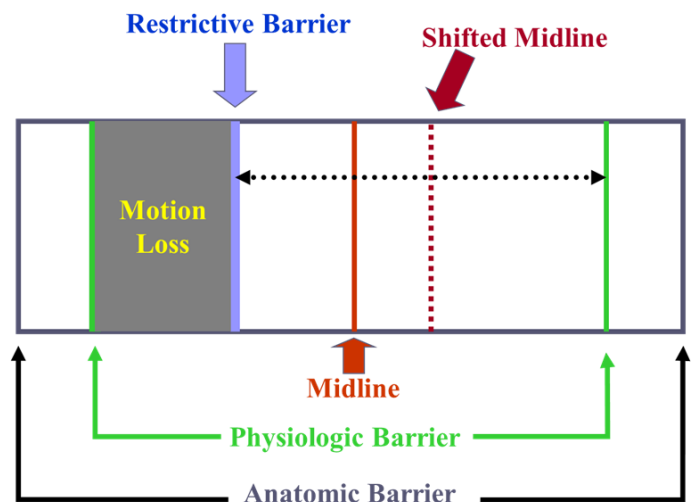 Restrictive Barrier
Shifted Midline
Motion
Loss
Midline
Physiologic Barrier
Anatomic Barrier